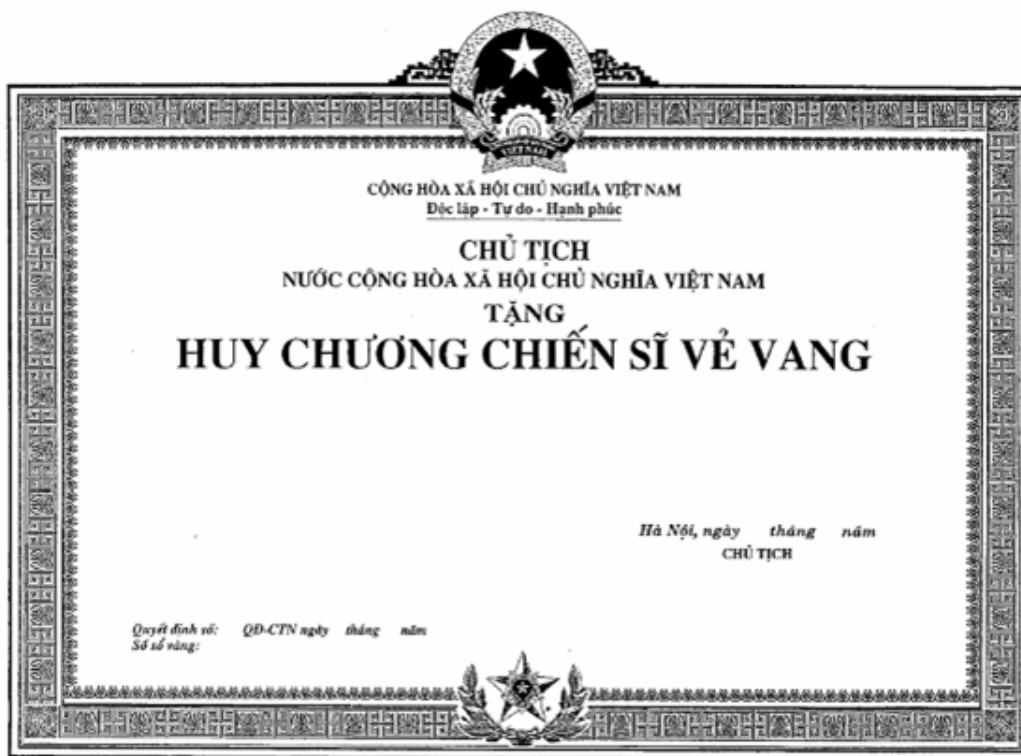 VIỆT NAM
CỘNG HÒA XÃ HỘI CHỦ NGHĨA VIỆT NAM
Độc lập - Tự do - Hạnh phúc
CHỦ TỊCH
NƯỚC CỘNG HÒA XÃ HỘI CHỦ NGHĨA VIỆT NAM
TẶNG
HUY CHƯƠNG CHIẾN SĨ VẺ VANG
Hà Nội, ngày tháng năm
CHỦ TỊCH
Quyết định số: QĐ-CTN ngày tháng năm
Số sổ vàng: